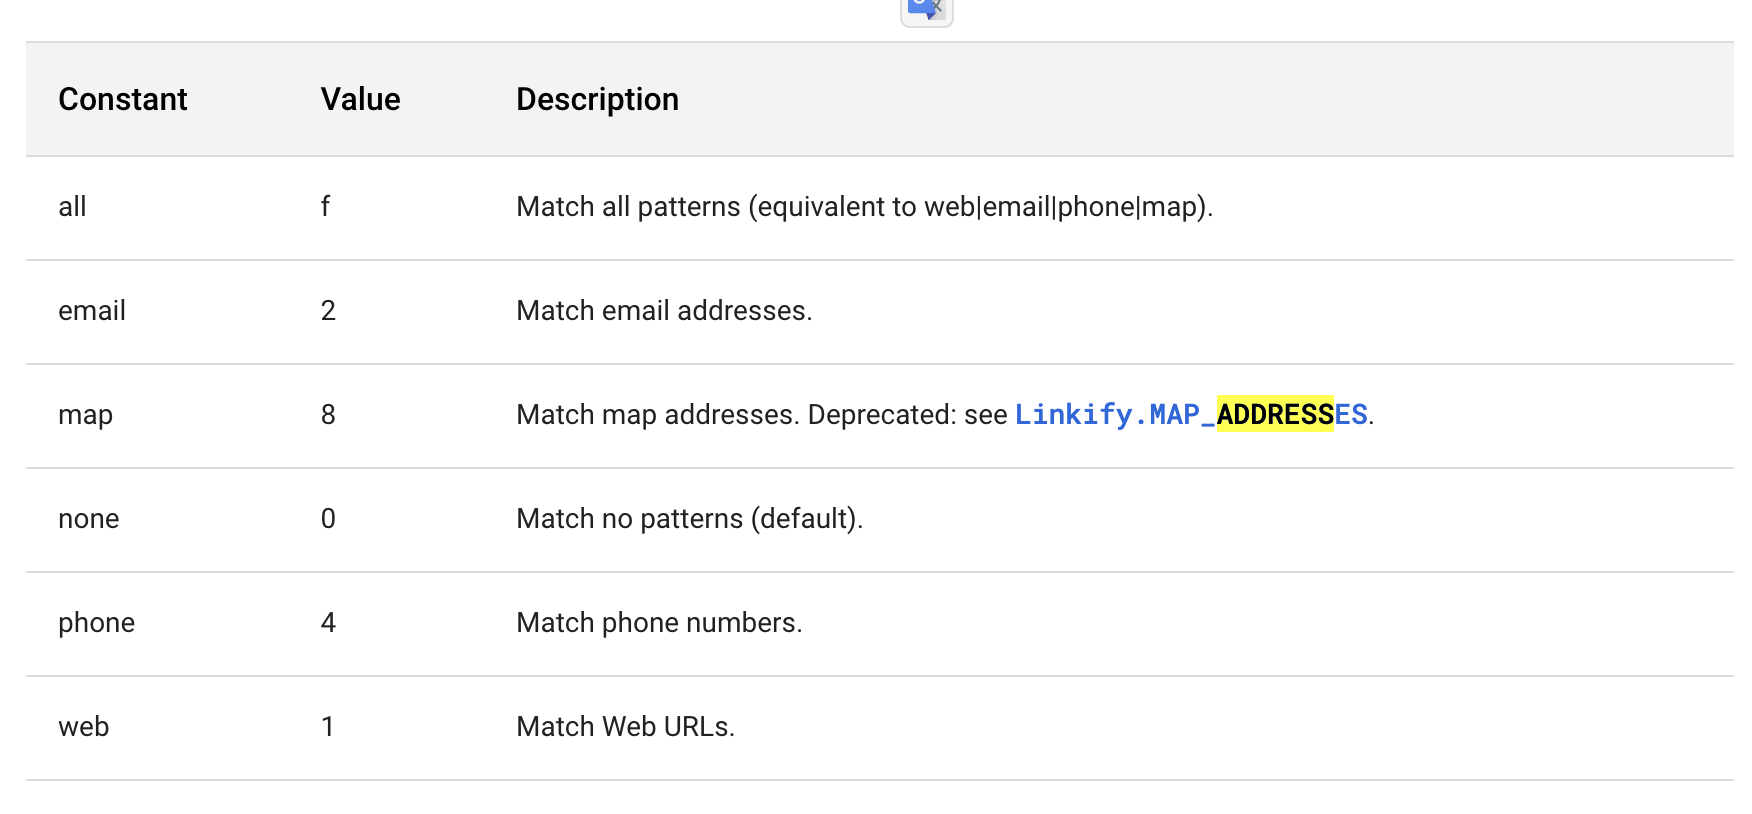 Constant Value Description
all f Match all patterns (equivalent to web|email|phone|map).
email 2 Match email addresses.
map 8 Match map addresses. Deprecated: see Linkify.MAP_ADDRESSES.
none 0 Match no patterns (default).
phone 4 Match phone numbers.
web 1 Match Web URLs.